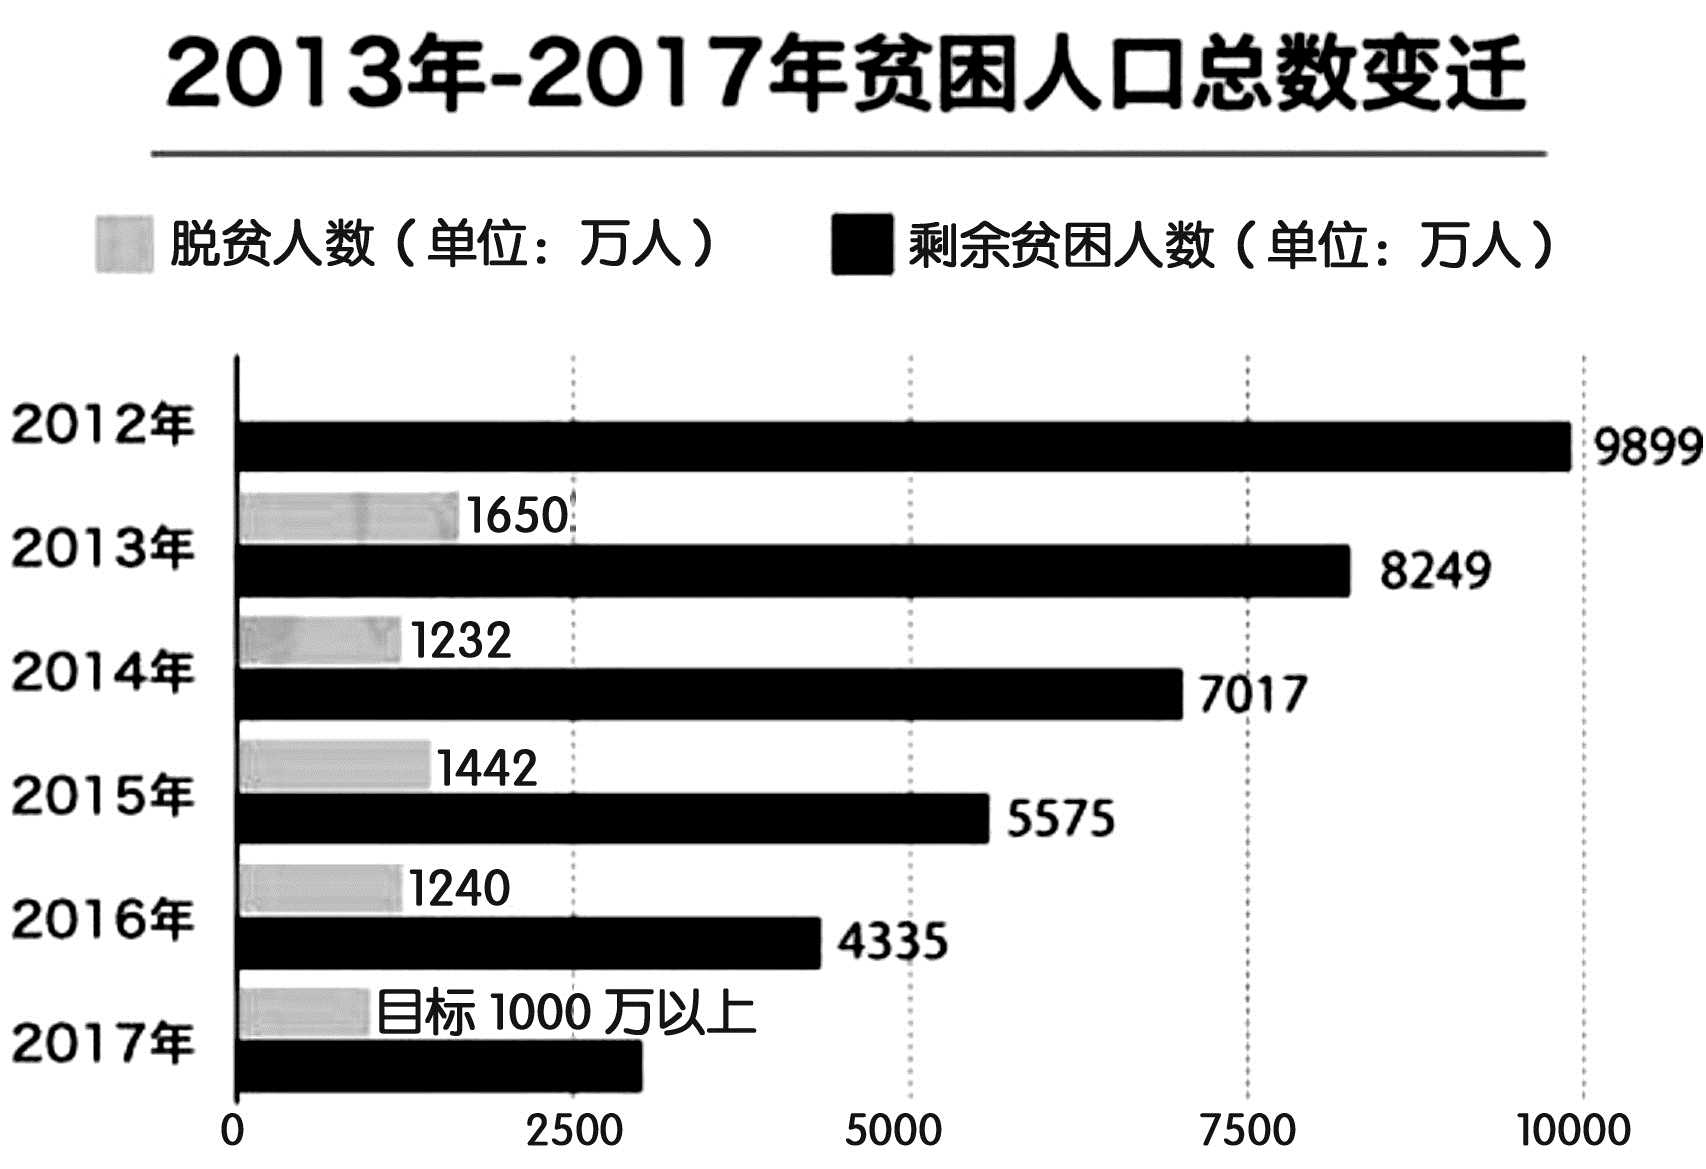 2013年-2017年贫困人口总数变迁
脱贫人数（单位：万人） 剩余贫困人数（单位：万人）
2012年 9899
1650
2013年 8249
1232
2014年 7017
1442
2015年 5575
1240
2016年 4335
目标 1000 万以上
2017年
0 2500 5000 7500 10000